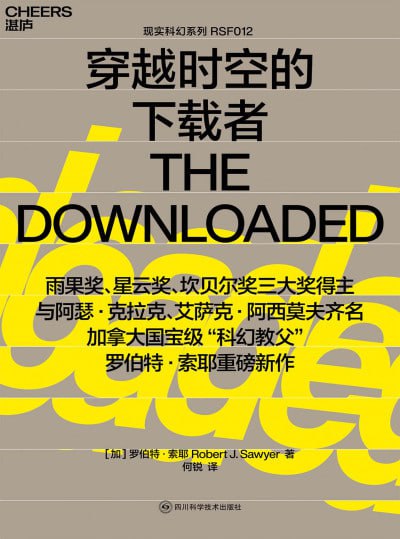 CHEERS
湛庐
现实科幻系列 RSF012
穿越时空的
下载者
THE
DOWNLOADED
雨果奖、星云奖、坎贝尔奖三大奖得主
与阿瑟·克拉克、艾萨克·阿西莫夫齐名
加拿大国宝级“科幻教父”
罗伯特·索耶重磅新作
［加］罗伯特·索耶 Robert J. Sawyer 著
何锐 译
四川科学技术出版社